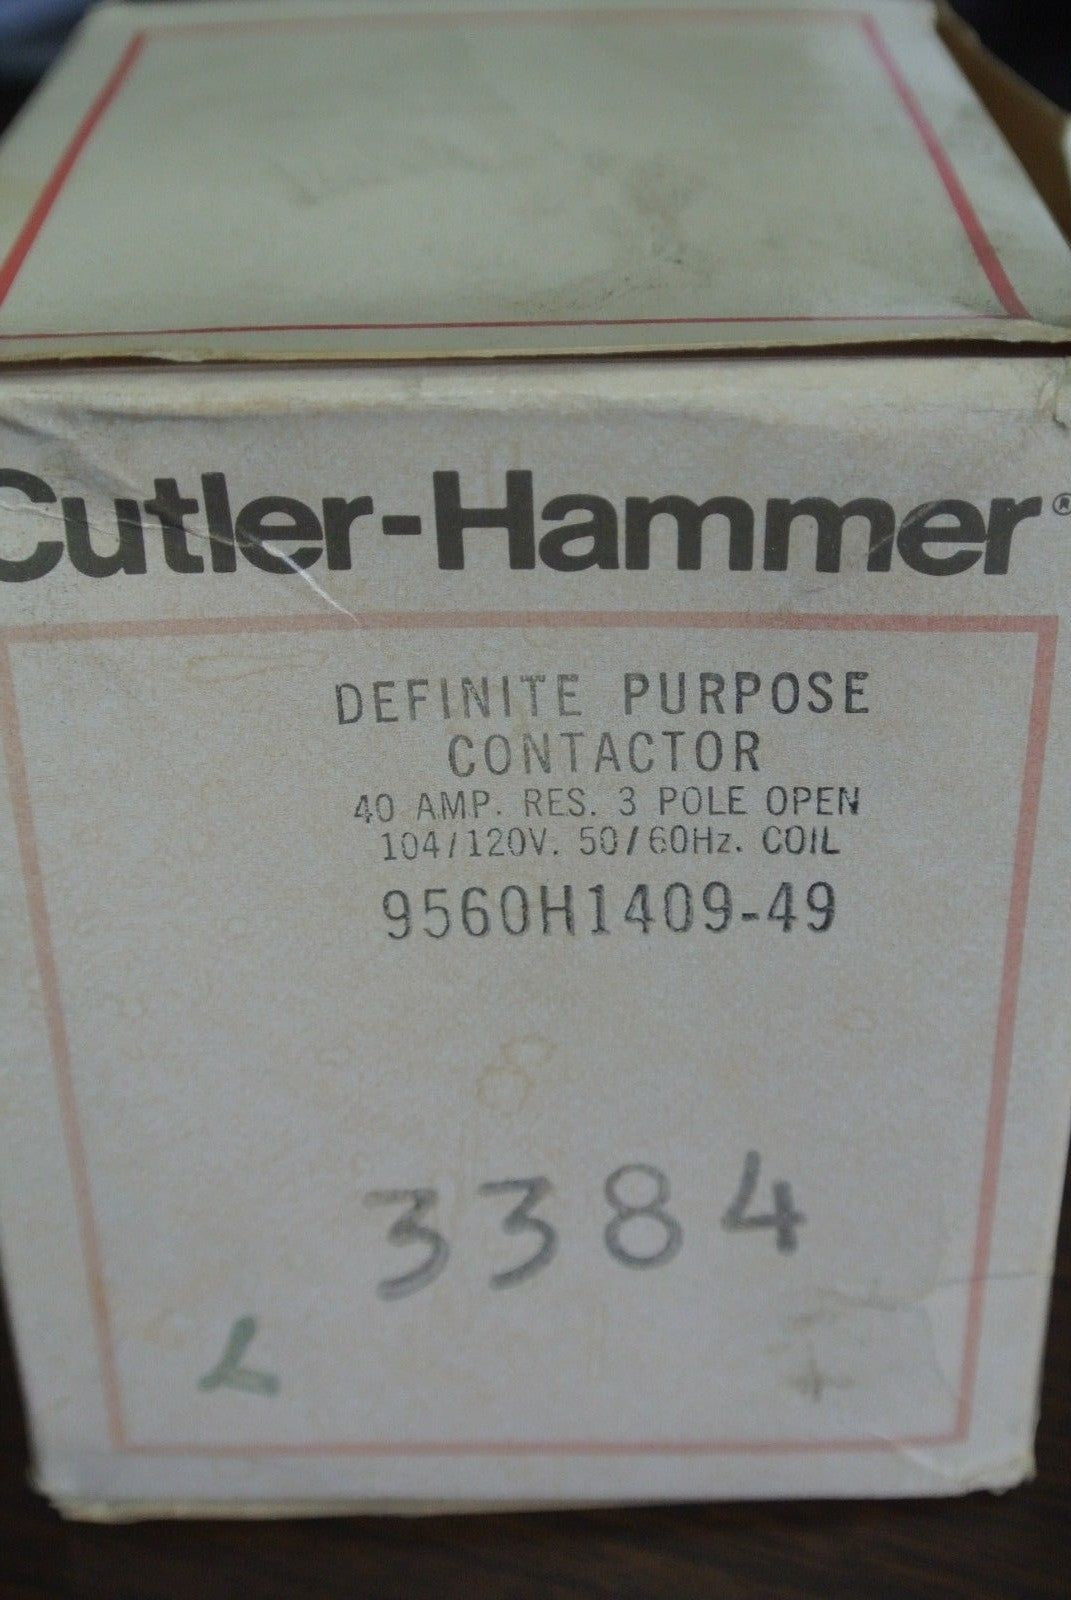 Cutler-Hammer®
DEFINITE PURPOSE
CONTACTOR
40 AMP. RES. 3 POLE OPEN
104/120V. 50/60Hz. COIL
9560H1409-49
3384
L